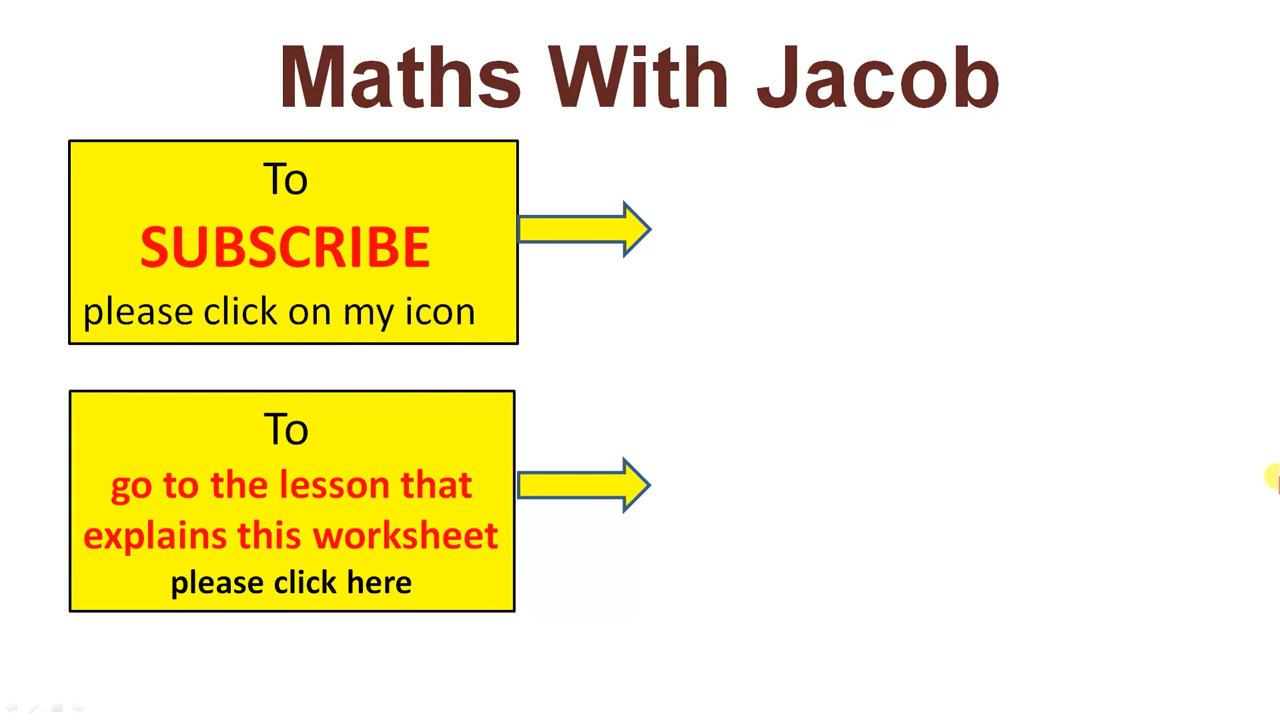 Maths With Jacob
To
SUBSCRIBE
please click on my icon
To
go to the lesson that
explains this worksheet
please click here